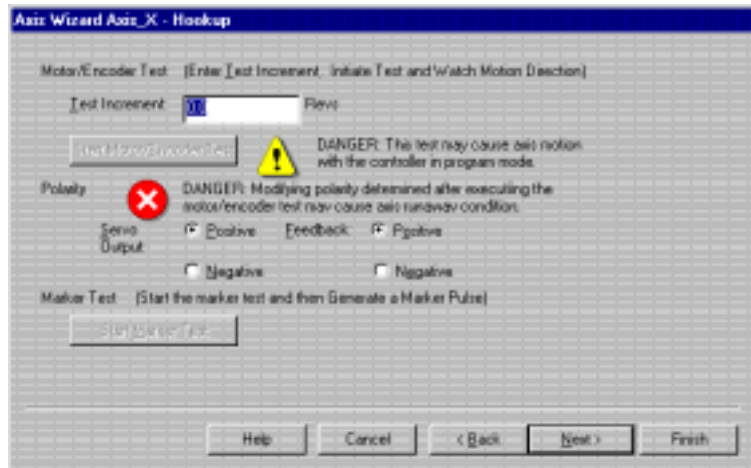 Axis Wizard Axis_X - Hookup
Motor/Encoder Test (Enter Test Increment, Initiate Test and Watch Motion Direction)
Test Increment 0.0 Revs
Start Motor/Encoder Test
DANGER: This test may cause axis motion
with the controller in program mode.
Polarity
DANGER: Modifying polarity determined after executing the
motor/encoder test may cause axis runaway condition.
Servo Output: Positive Feedback: Positive
Negative Negative
Marker Test (Start the marker test and then Generate a Marker Pulse)
Start Marker Test
Help Cancel < Back Next > Finish